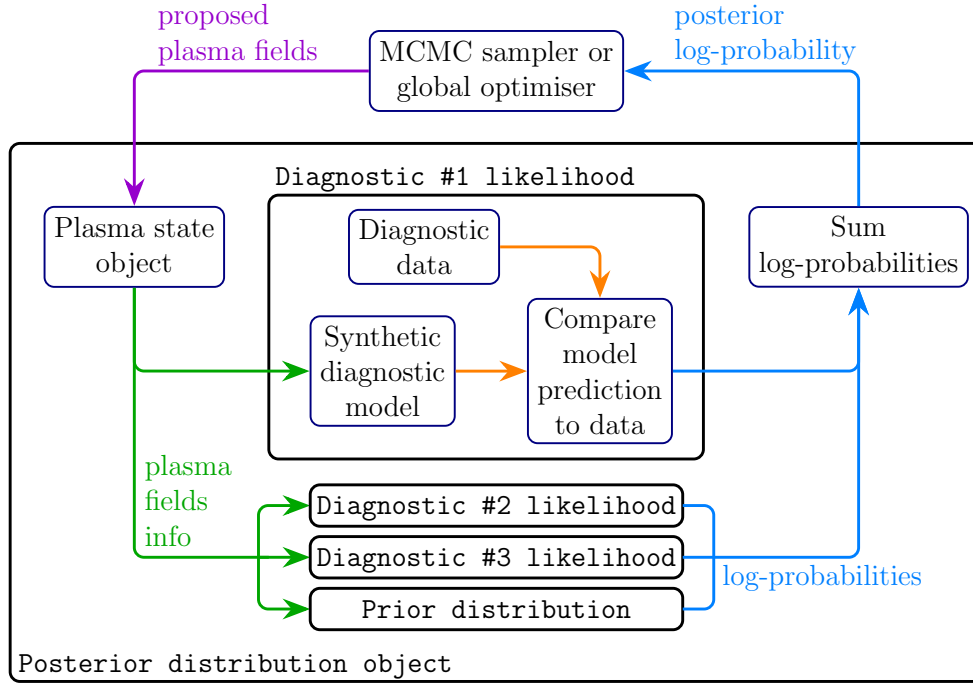 proposed
plasma fields
MCMC sampler or
global optimiser
posterior
log-probability
Diagnostic #1 likelihood
Plasma state
object
Diagnostic
data
Sum
log-probabilities
Synthetic
diagnostic
model
Compare
model
prediction
to data
plasma
fields
info
Diagnostic #2 likelihood
Diagnostic #3 likelihood
Prior distribution
log-probabilities
Posterior distribution object